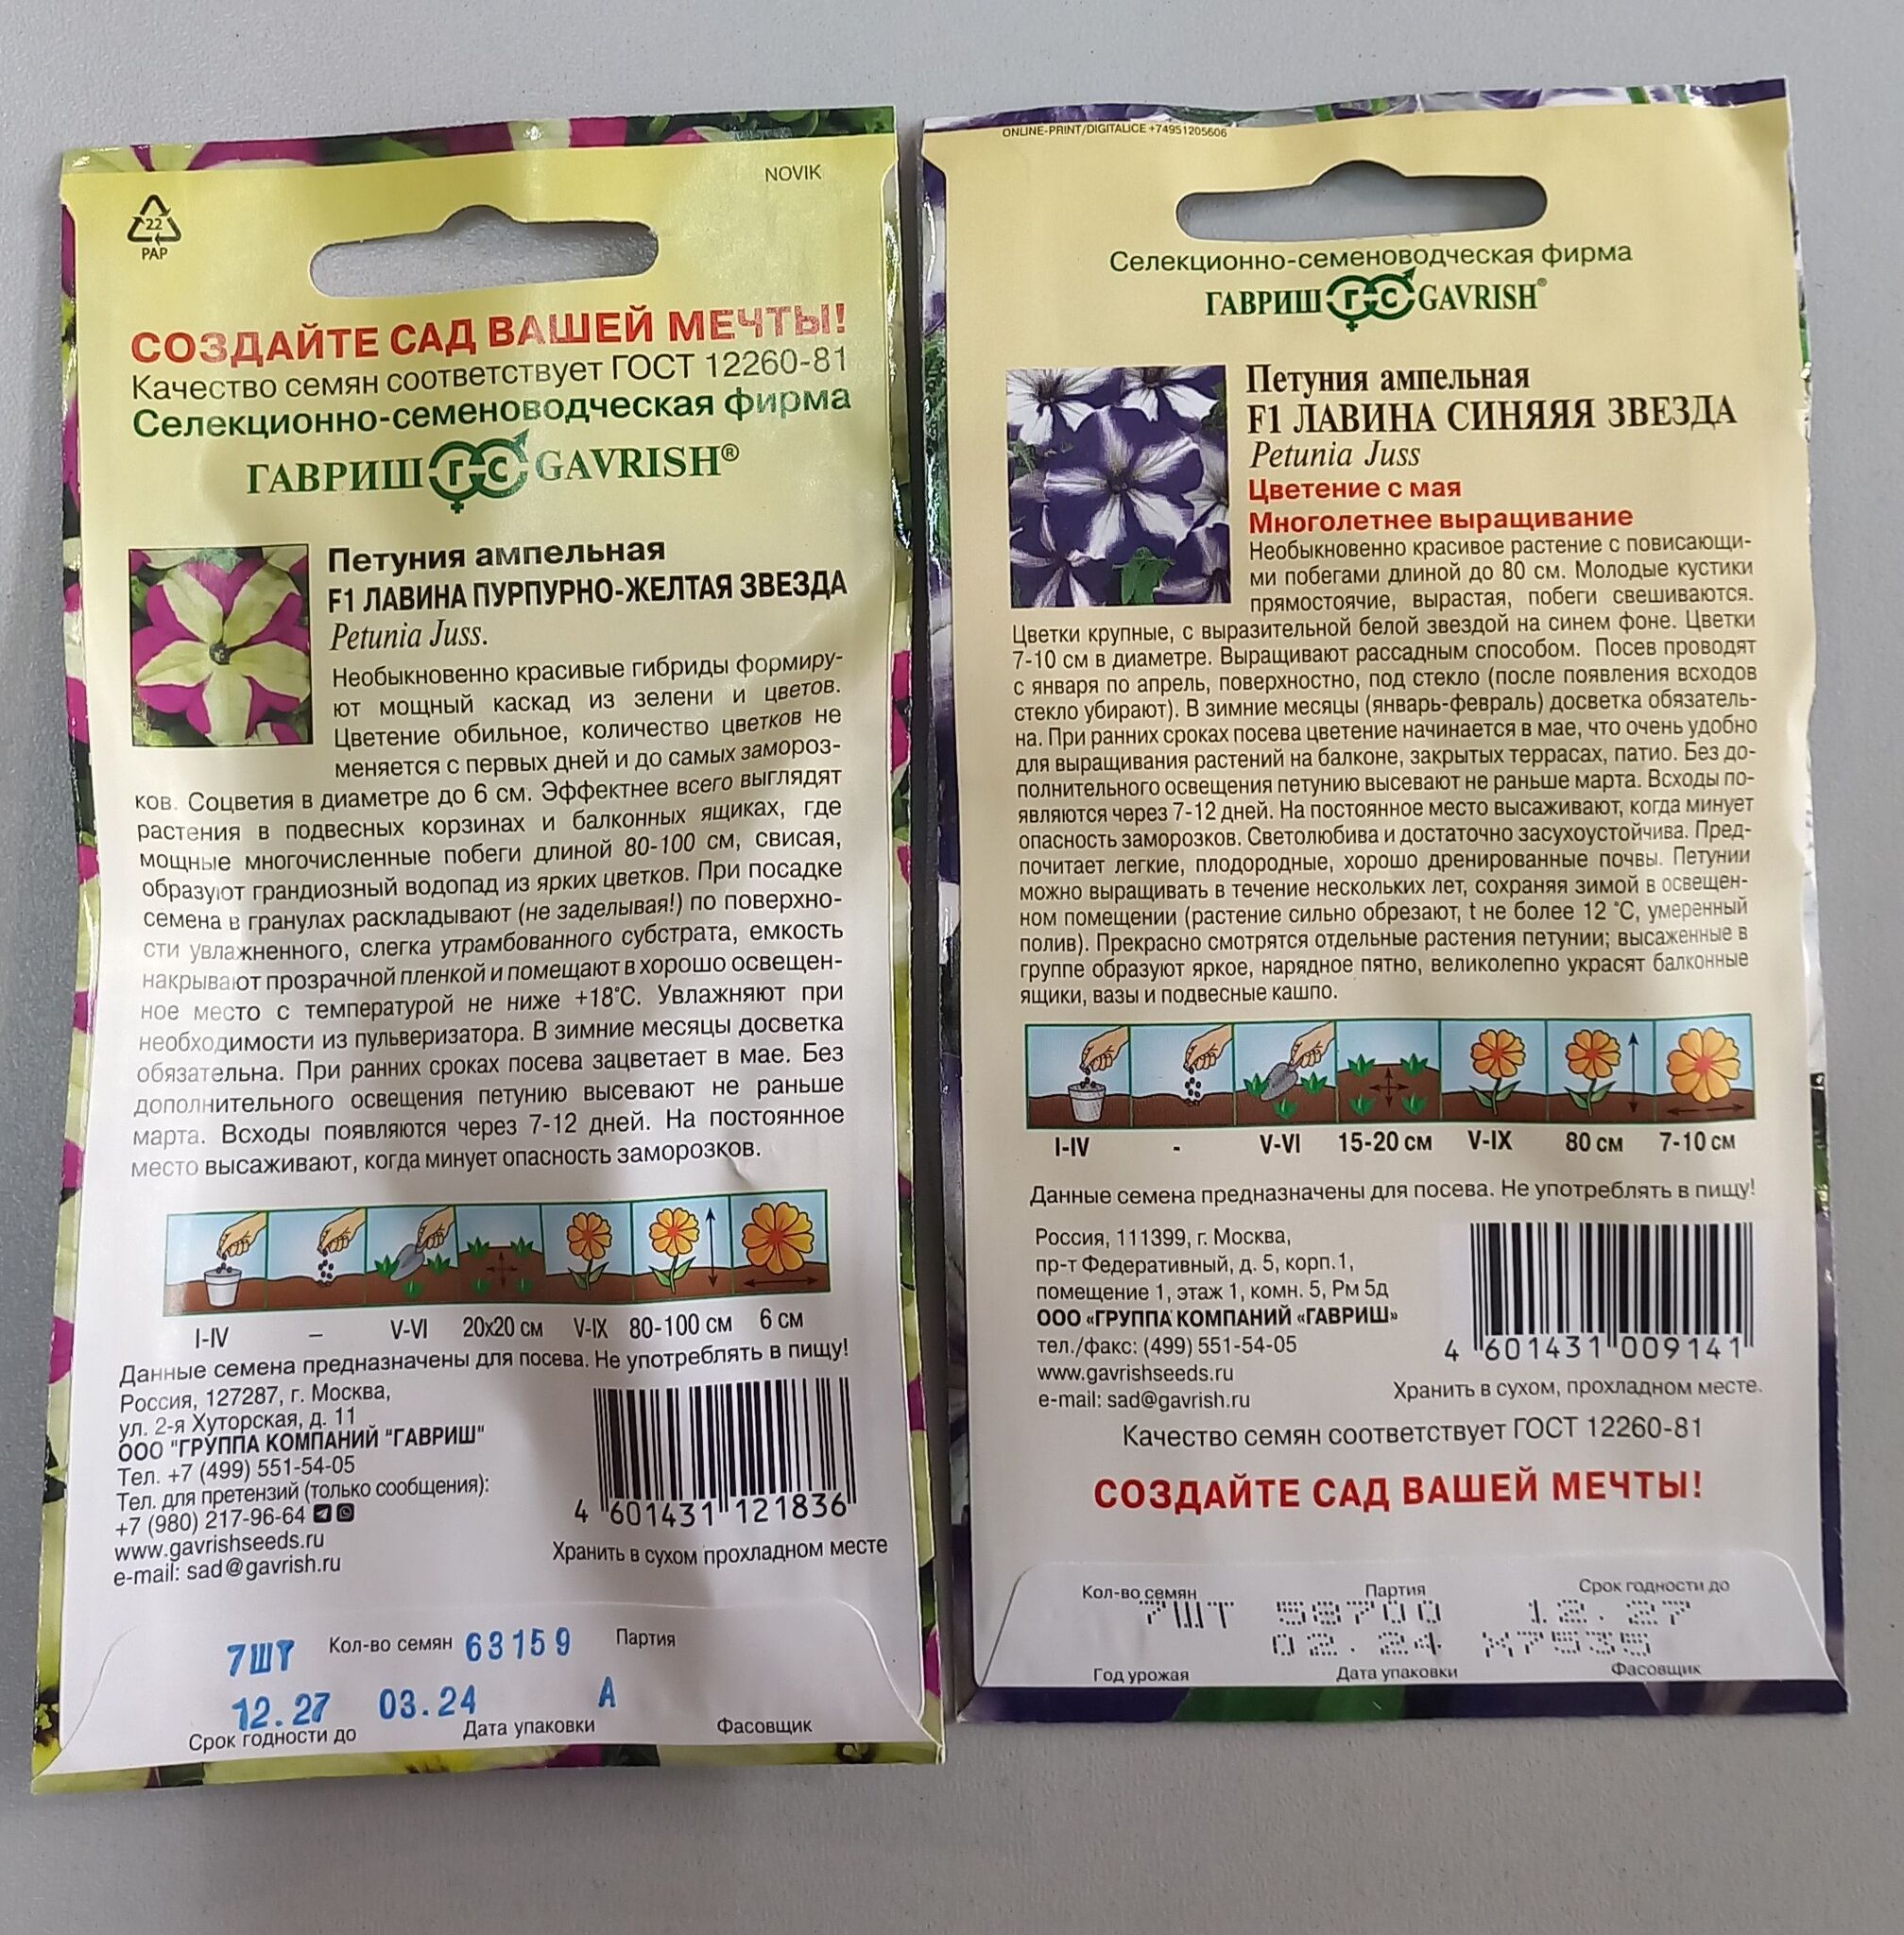 NOVIK
22
PAP
СОЗДАЙТЕ САД ВАШЕЙ МЕЧТЫ!
Качество семян соответствует ГОСТ 12260-81
Селекционно-семеноводческая фирма
ГАВРИШ ГС GAVRISH®
Петуния ампельная
F1 ЛАВИНА ПУРПУРНО-ЖЕЛТАЯ ЗВЕЗДА
Petunia Juss.
Необыкновенно красивые гибриды формиру-
ют мощный каскад из зелени и цветов.
Цветение обильное, количество цветков не
меняется с первых дней и до самых замороз-
ков. Соцветия в диаметре до 6 см. Эффектнее всего выглядят
растения в подвесных корзинах и балконных ящиках, где
мощные многочисленные побеги длиной 80-100 см, свисая,
образуют грандиозный водопад из ярких цветков. При посадке
семена в гранулах раскладывают (не заделывая!) по поверхно-
сти увлажненного, слегка утрамбованного субстрата, емкость
накрывают прозрачной пленкой и помещают в хорошо освещен-
ное место с температурой не ниже +18°С. Увлажняют при
необходимости из пульверизатора. В зимние месяцы досветка
обязательна. При ранних сроках посева зацветает в мае. Без
дополнительного освещения петунию высевают не раньше
марта. Всходы появляются через 7-12 дней. На постоянное
место высаживают, когда минует опасность заморозков.
I-IV – V-VI 20х20 см V-IX 80-100 см 6 см
Данные семена предназначены для посева. Не употреблять в пищу!
Россия, 127287, г. Москва,
ул. 2-я Хуторская, д. 11
ООО "ГРУППА КОМПАНИЙ "ГАВРИШ"
Тел. +7 (499) 551-54-05
Тел. для претензий (только сообщения):
+7 (980) 217-96-64
www.gavrishseeds.ru
e-mail: sad@gavrish.ru
4 601431 121836
Хранить в сухом прохладном месте
7ШТ Кол-во семян 63159 Партия
12.27 03.24 А
Срок годности до Дата упаковки Фасовщик
ONLINE-PRINT/DIGITALICE +74951205606
Селекционно-семеноводческая фирма
ГАВРИШ ГС GAVRISH®
Петуния ампельная
F1 ЛАВИНА СИНЯЯЯ ЗВЕЗДА
Petunia Juss
Цветение с мая
Многолетнее выращивание
Необыкновенно красивое растение с повисающи-
ми побегами длиной до 80 см. Молодые кустики
прямостоячие, вырастая, побеги свешиваются.
Цветки крупные, с выразительной белой звездой на синем фоне. Цветки
7-10 см в диаметре. Выращивают рассадным способом. Посев проводят
с января по апрель, поверхностно, под стекло (после появления всходов
стекло убирают). В зимние месяцы (январь-февраль) досветка обязатель-
на. При ранних сроках посева цветение начинается в мае, что очень удобно
для выращивания растений на балконе, закрытых террасах, патио. Без до-
полнительного освещения петунию высевают не раньше марта. Всходы по-
являются через 7-12 дней. На постоянное место высаживают, когда минует
опасность заморозков. Светолюбива и достаточно засухоустойчива. Пред-
почитает легкие, плодородные, хорошо дренированные почвы. Петунии
можно выращивать в течение нескольких лет, сохраняя зимой в освещен-
ном помещении (растение сильно обрезают, t не более 12 °С, умеренный
полив). Прекрасно смотрятся отдельные растения петунии; высаженные в
группе образуют яркое, нарядное пятно, великолепно украсят балконные
ящики, вазы и подвесные кашпо.
I-IV - V-VI 15-20 см V-IX 80 см 7-10 см
Данные семена предназначены для посева. Не употреблять в пищу!
Россия, 111399, г. Москва,
пр-т Федеративный, д. 5, корп.1,
помещение 1, этаж 1, комн. 5, Рм 5д
ООО «ГРУППА КОМПАНИЙ «ГАВРИШ»
тел./факс: (499) 551-54-05
www.gavrishseeds.ru
e-mail: sad@gavrish.ru
4 601431 009141
Хранить в сухом, прохладном месте.
Качество семян соответствует ГОСТ 12260-81
СОЗДАЙТЕ САД ВАШЕЙ МЕЧТЫ!
Кол-во семян Партия Срок годности до
7ШТ 58700 12.27
02.24 Х7535
Год урожая Дата упаковки Фасовщик